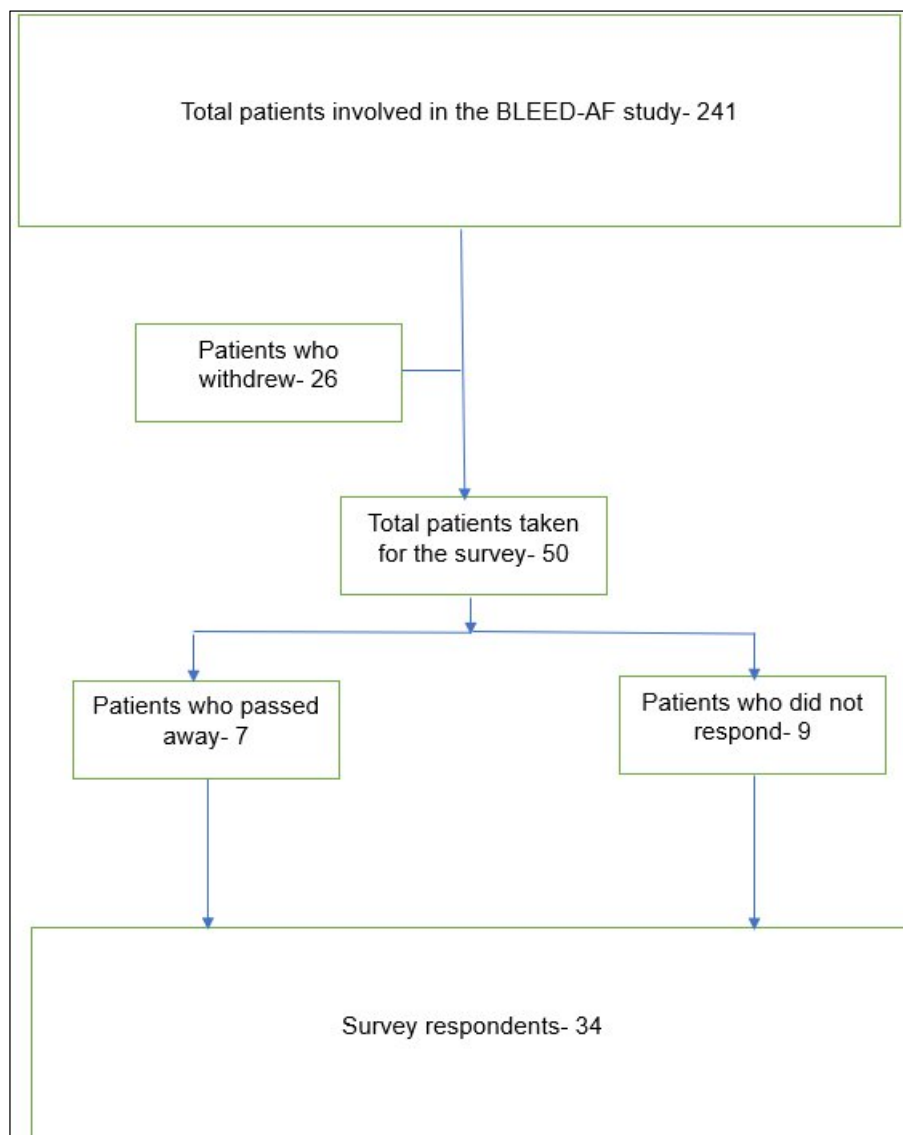 Total patients involved in the BLEED-AF study- 241
Patients who
withdrew- 26
Total patients taken
for the survey- 50
Patients who passed
away- 7
Patients who did not
respond- 9
Survey respondents- 34